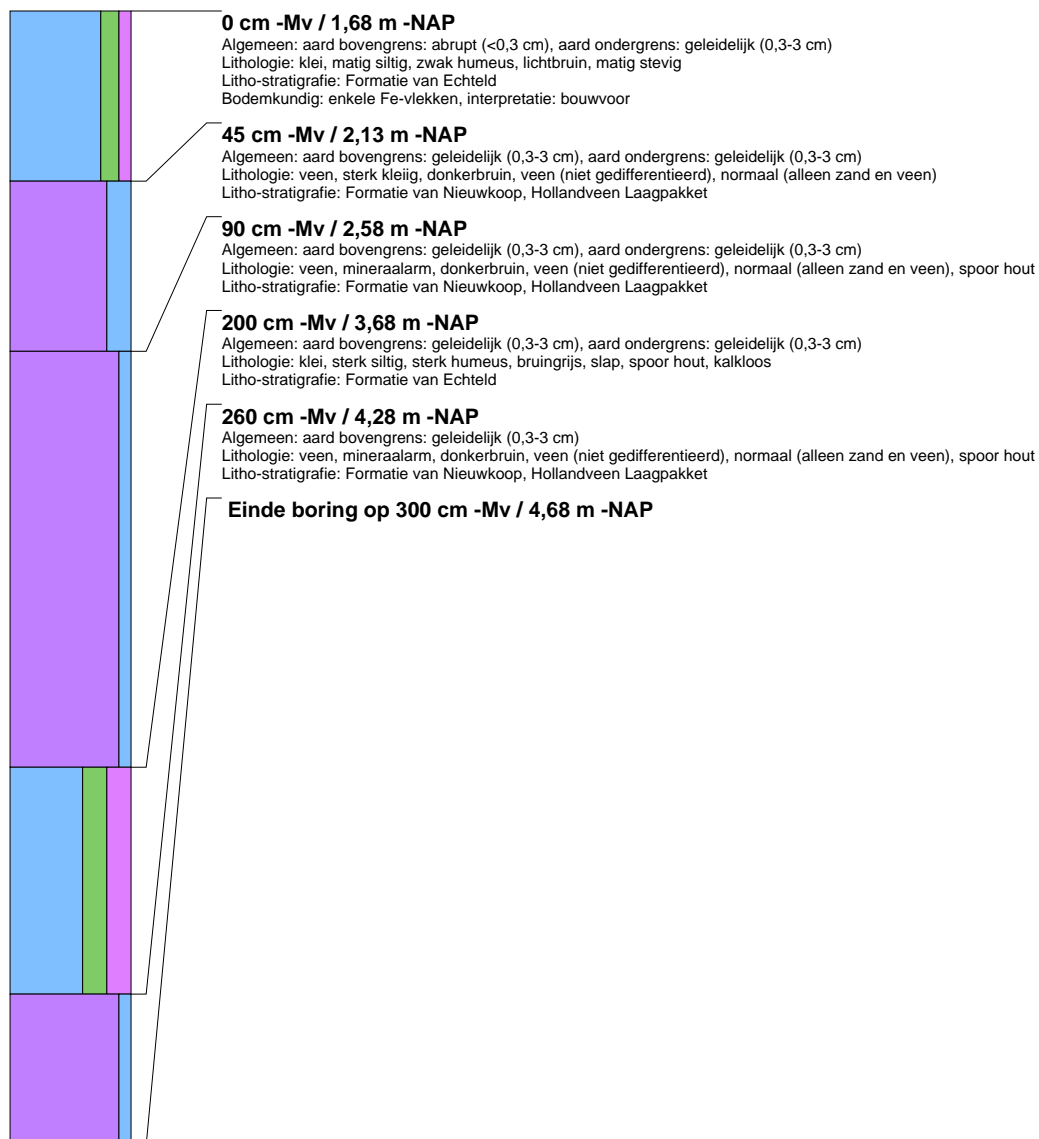 0 cm -Mv / 1,68 m -NAP
Algemeen: aard bovengrens: abrupt (<0,3 cm), aard ondergrens: geleidelijk (0,3-3 cm)
Lithologie: klei, matig siltig, zwak humeus, lichtbruin, matig stevig
Litho-stratigrafie: Formatie van Echteld
Bodemkundig: enkele Fe-vlekken, interpretatie: bouwvoor
45 cm -Mv / 2,13 m -NAP
Algemeen: aard bovengrens: geleidelijk (0,3-3 cm), aard ondergrens: geleidelijk (0,3-3 cm)
Lithologie: veen, sterk kleiig, donkerbruin, veen (niet gedifferentieerd), normaal (alleen zand en veen)
Litho-stratigrafie: Formatie van Nieuwkoop, Hollandveen Laagpakket
90 cm -Mv / 2,58 m -NAP
Algemeen: aard bovengrens: geleidelijk (0,3-3 cm), aard ondergrens: geleidelijk (0,3-3 cm)
Lithologie: veen, mineraalarm, donkerbruin, veen (niet gedifferentieerd), normaal (alleen zand en veen), spoor hout
Litho-stratigrafie: Formatie van Nieuwkoop, Hollandveen Laagpakket
200 cm -Mv / 3,68 m -NAP
Algemeen: aard bovengrens: geleidelijk (0,3-3 cm), aard ondergrens: geleidelijk (0,3-3 cm)
Lithologie: klei, sterk siltig, sterk humeus, bruingrijs, slap, spoor hout, kalkloos
Litho-stratigrafie: Formatie van Echteld
260 cm -Mv / 4,28 m -NAP
Algemeen: aard bovengrens: geleidelijk (0,3-3 cm)
Lithologie: veen, mineraalarm, donkerbruin, veen (niet gedifferentieerd), normaal (alleen zand en veen), spoor hout
Litho-stratigrafie: Formatie van Nieuwkoop, Hollandveen Laagpakket
Einde boring op 300 cm -Mv / 4,68 m -NAP